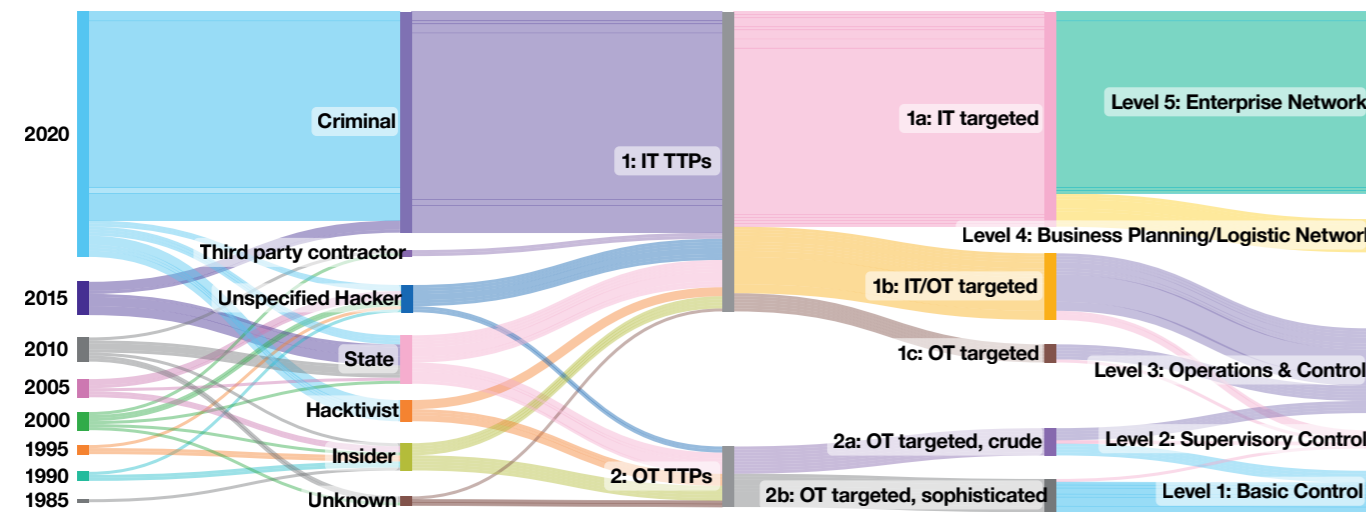 2020
2015
2010
2005
2000
1995
1990
1985
Criminal
Third party contractor
Unspecified Hacker
State
Hacktivist
Insider
Unknown
1: IT TTPs
2: OT TTPs
1a: IT targeted
1b: IT/OT targeted
1c: OT targeted
2a: OT targeted, crude
2b: OT targeted, sophisticated
Level 5: Enterprise Network
Level 4: Business Planning/Logistic Network
Level 3: Operations & Control
Level 2: Supervisory Control
Level 1: Basic Control